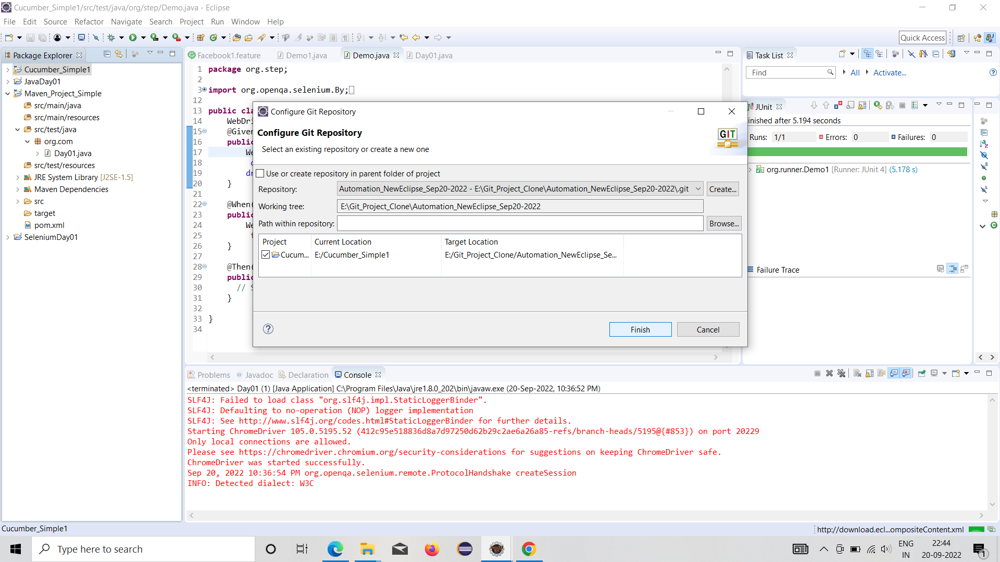 Cucumber_Simple1/src/test/java/org/step/Demo.java - Eclipse
File Edit Source Refactor Navigate Search Project Run Window Help
Quick Access
Package Explorer
Cucumber_Simple1
JavaDay01
Maven_Project_Simple
src/main/java
src/main/resources
src/test/java
org.com
Day01.java
src/test/resources
JRE System Library [J2SE-1.5]
Maven Dependencies
src
target
pom.xml
SeleniumDay01
Facebook1.feature Demo1.java Demo.java Day01.java
1 package org.step;
2
3 import org.openqa.selenium.By;
12
13 public cla
14 WebDri
15 @Given
16 public
17 We
18
19 dr
20 }
21
22 @When(
23 public
24 We
25 t
26 }
27
28 @Then(
29 public
30 // S
31 }
32
33 }
34
Configure Git Repository
Configure Git Repository
Select an existing repository or create a new one
GIT
Use or create repository in parent folder of project
Repository: Automation_NewEclipse_Sep20-2022 - E:\Git_Project_Clone\Automation_NewEclipse_Sep20-2022\.git Create...
Working tree: E:\Git_Project_Clone\Automation_NewEclipse_Sep20-2022
Path within repository: Browse...
Project Current Location Target Location
Cucum... E:/Cucumber_Simple1 E:/Git_Project_Clone/Automation_NewEclipse_Se...
Finish Cancel
Task List
Find All Activate...
JUnit
inished after 5.194 seconds
Runs: 1/1 Errors: 0 Failures: 0
org.runner.Demo1 [Runner: JUnit 4] (5.178 s)
Failure Trace
Problems Javadoc Declaration Console
<terminated> Day01 (1) [Java Application] C:\Program Files\Java\jre1.8.0_202\bin\javaw.exe (20-Sep-2022, 10:36:52 PM)
SLF4J: Failed to load class "org.slf4j.impl.StaticLoggerBinder".
SLF4J: Defaulting to no-operation (NOP) logger implementation
SLF4J: See http://www.slf4j.org/codes.html#StaticLoggerBinder for further details.
Starting ChromeDriver 105.0.5195.52 (412c95e518836d8a7d97250d62b29c2ae6a26a85-refs/branch-heads/5195@{#853}) on port 20229
Only local connections are allowed.
Please see https://chromedriver.chromium.org/security-considerations for suggestions on keeping ChromeDriver safe.
ChromeDriver was started successfully.
Sep 20, 2022 10:36:54 PM org.openqa.selenium.remote.ProtocolHandshake createSession
INFO: Detected dialect: W3C
Cucumber_Simple1
http://download.ecl...ompositeContent.xml
Type here to search
ENG
IN
22:44
20-09-2022
1